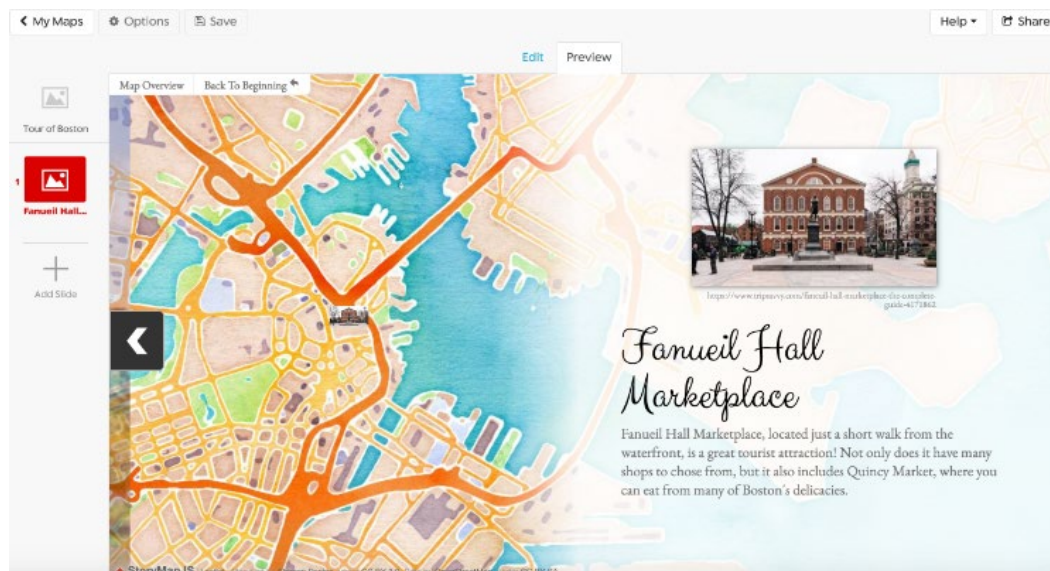 My Maps Options Save Help Share
Edit Preview
Map Overview Back To Beginning
Tour of Boston
1
Fanueil Hall...
Add Slide
https://www.tripsavvy.com/faneuil-hall-marketplace-the-complete-
guide-4171862
Fanueil Hall
Marketplace
Fanueil Hall Marketplace, located just a short walk from the
waterfront, is a great tourist attraction! Not only does it have many
shops to chose from, but it also includes Quincy Market, where you
can eat from many of Boston's delicacies.
StoryMap JS